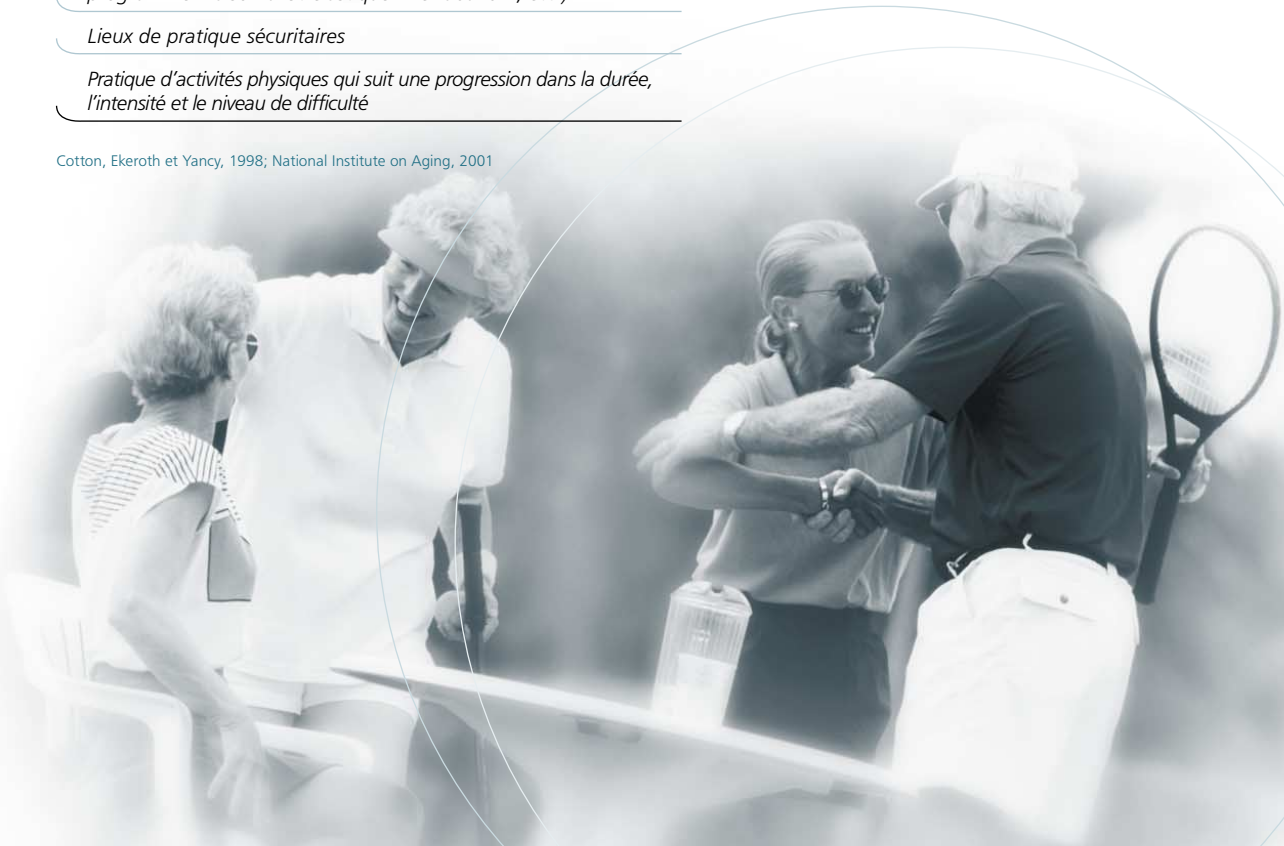 Lieux de pratique sécuritaires
Pratique d'activités physiques qui suit une progression dans la durée,
l'intensité et le niveau de difficulté
Cotton, Ekeroth et Yancy, 1998; National Institute on Aging, 2001